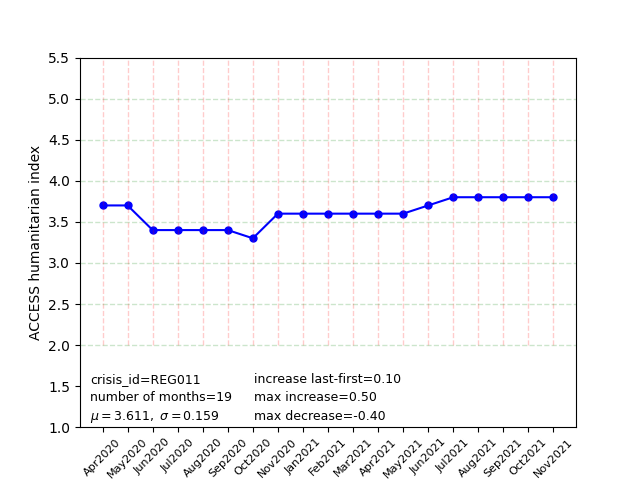 5.5
5.0
4.5
4.0
3.5
3.0
2.5
2.0
1.5
1.0
ACCESS humanitarian index
crisis_id=REG011
number of months=19
μ = 3.611, σ = 0.159
increase last-first=0.10
max increase=0.50
max decrease=-0.40
Apr2020
May2020
Jun2020
Jul2020
Aug2020
Sep2020
Oct2020
Nov2020
Jan2021
Feb2021
Mar2021
Apr2021
May2021
Jun2021
Jul2021
Aug2021
Sep2021
Oct2021
Nov2021